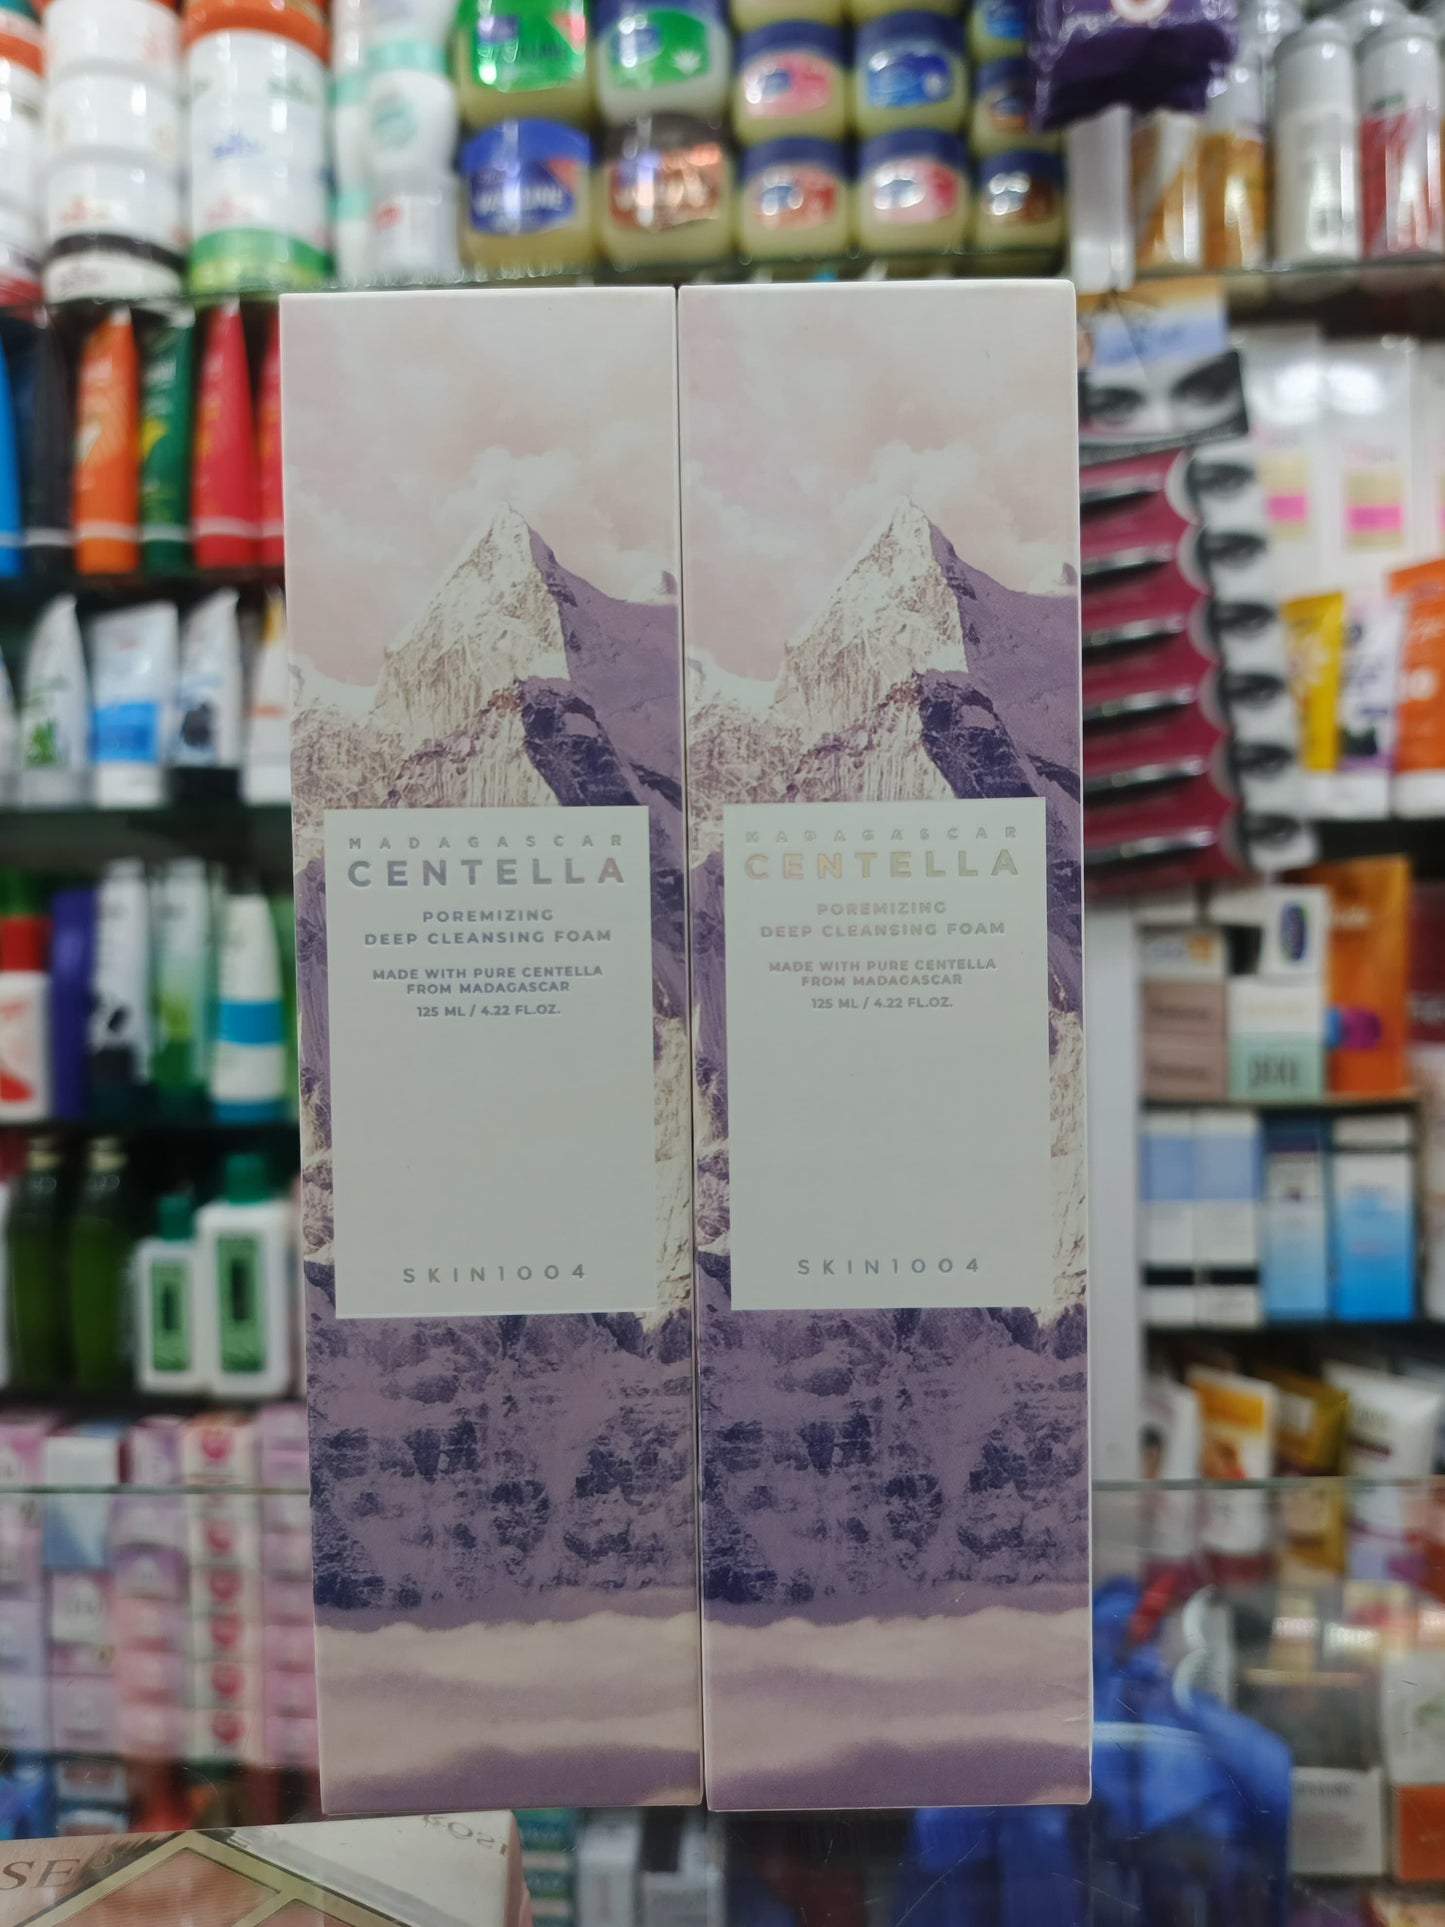 MADAGASCAR
CENTELLA
POREMIZING
DEEP CLEANSING FOAM
MADE WITH PURE CENTELLA
FROM MADAGASCAR
125 ML / 4.22 FL.OZ.
SKIN1004
MADAGASCAR
CENTELLA
POREMIZING
DEEP CLEANSING FOAM
MADE WITH PURE CENTELLA
FROM MADAGASCAR
125 ML / 4.22 FL.OZ.
SKIN1004